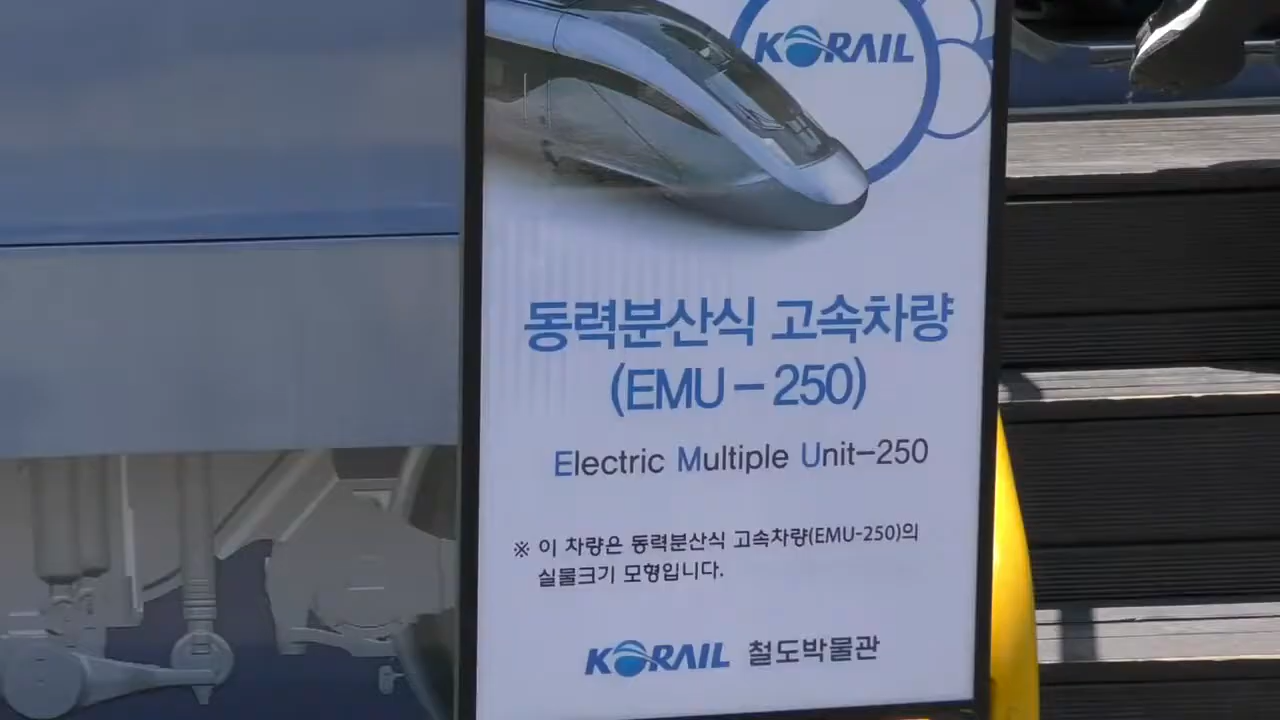 KORAIL
동력분산식 고속차량
(EMU-250)
Electric Multiple Unit-250
※ 이 차량은 동력분산식 고속차량(EMU-250)의
실물크기 모형입니다.
KORAIL 철도박물관